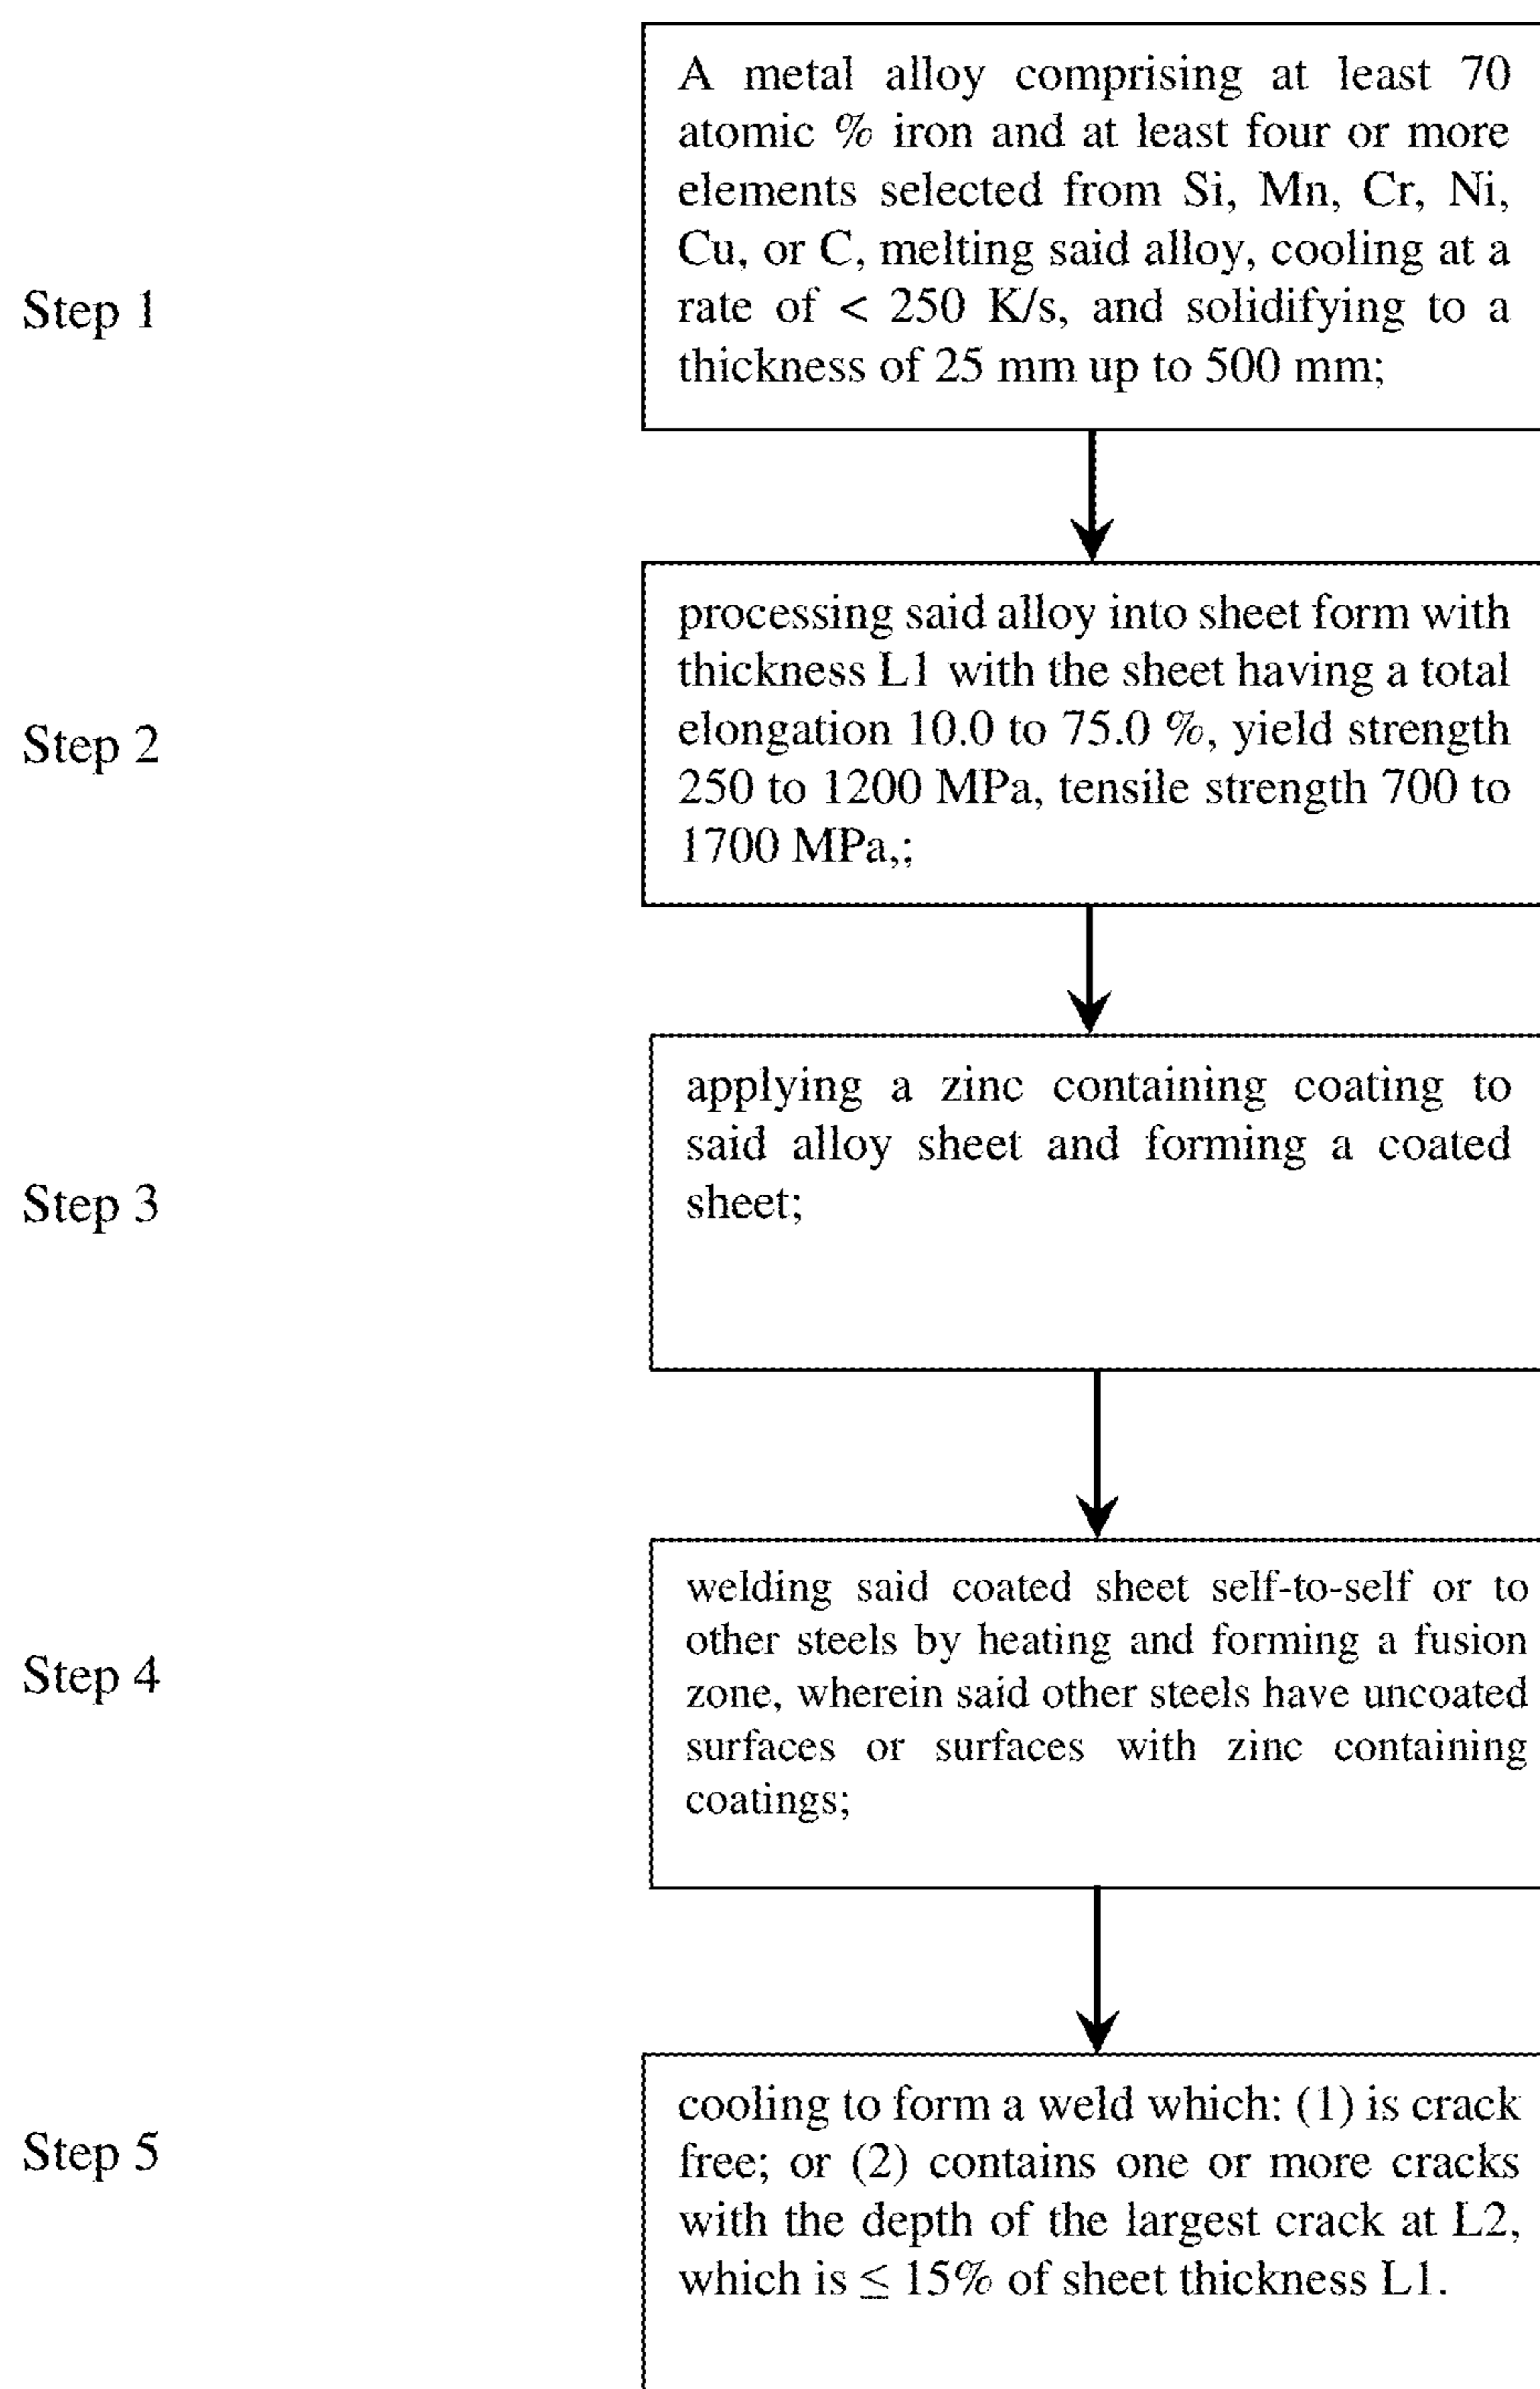 A metal alloy comprising at least 70
atomic % iron and at least four or more
elements selected from Si, Mn, Cr, Ni,
Cu, or C, melting said alloy, cooling at a
Step 1
rate of < 250 K/s, and solidifying to a
thickness of 25 mm up to 500 mm;
processing said alloy into sheet form with
thickness L1 with the sheet having a total
elongation 10.0 to 75.0 %, yield strength
Step 2
250 to 1200 MPa, tensile strength 700 to
1700 MPa,;
applying a zinc containing coating to
said alloy sheet and forming a coated
Step 3
sheet;
welding said coated sheet self-to-self or to
other steels by heating and forming a fusion
Step 4
zone, wherein said other steels have uncoated
surfaces or surfaces with zinc containing
coatings;
cooling to form a weld which: (1) is crack
Step 5
free; or (2) contains one or more cracks
with the depth of the largest crack at L2,
which is ≤ 15% of sheet thickness L1.